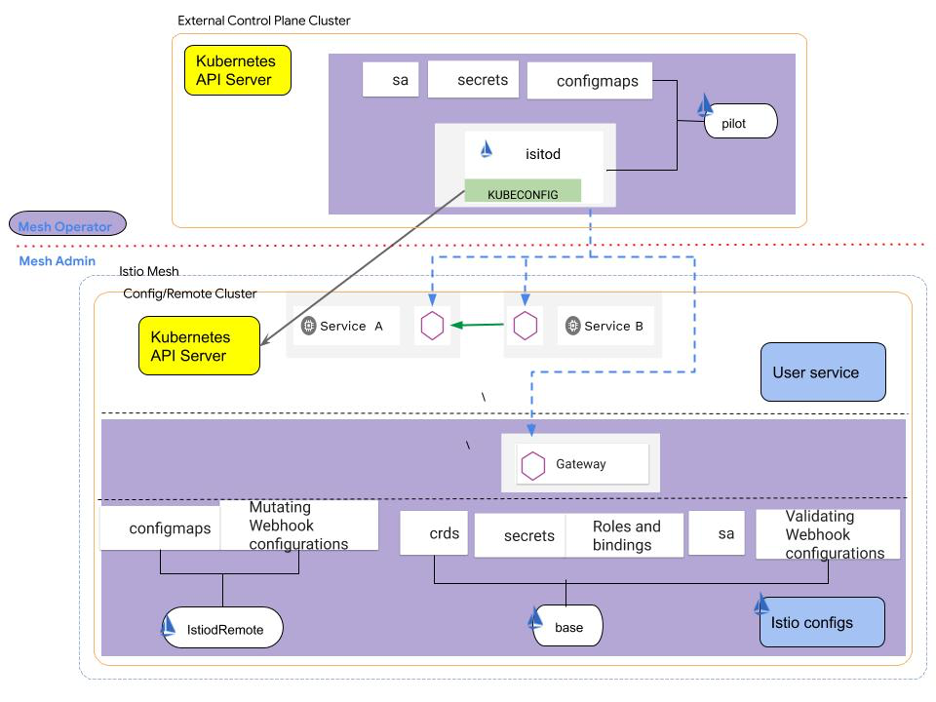 External Control Plane Cluster
Kubernetes
API Server
sa
secrets
configmaps
pilot
isitod
KUBECONFIG
Mesh Operator
Mesh Admin
Istio Mesh
Config/Remote Cluster
Kubernetes
API Server
Service A
Service B
User service
\
\
Gateway
configmaps
Mutating
Webhook
configurations
crds
secrets
Roles and
bindings
sa
Validating
Webhook
configurations
IstiodRemote
base
Istio configs